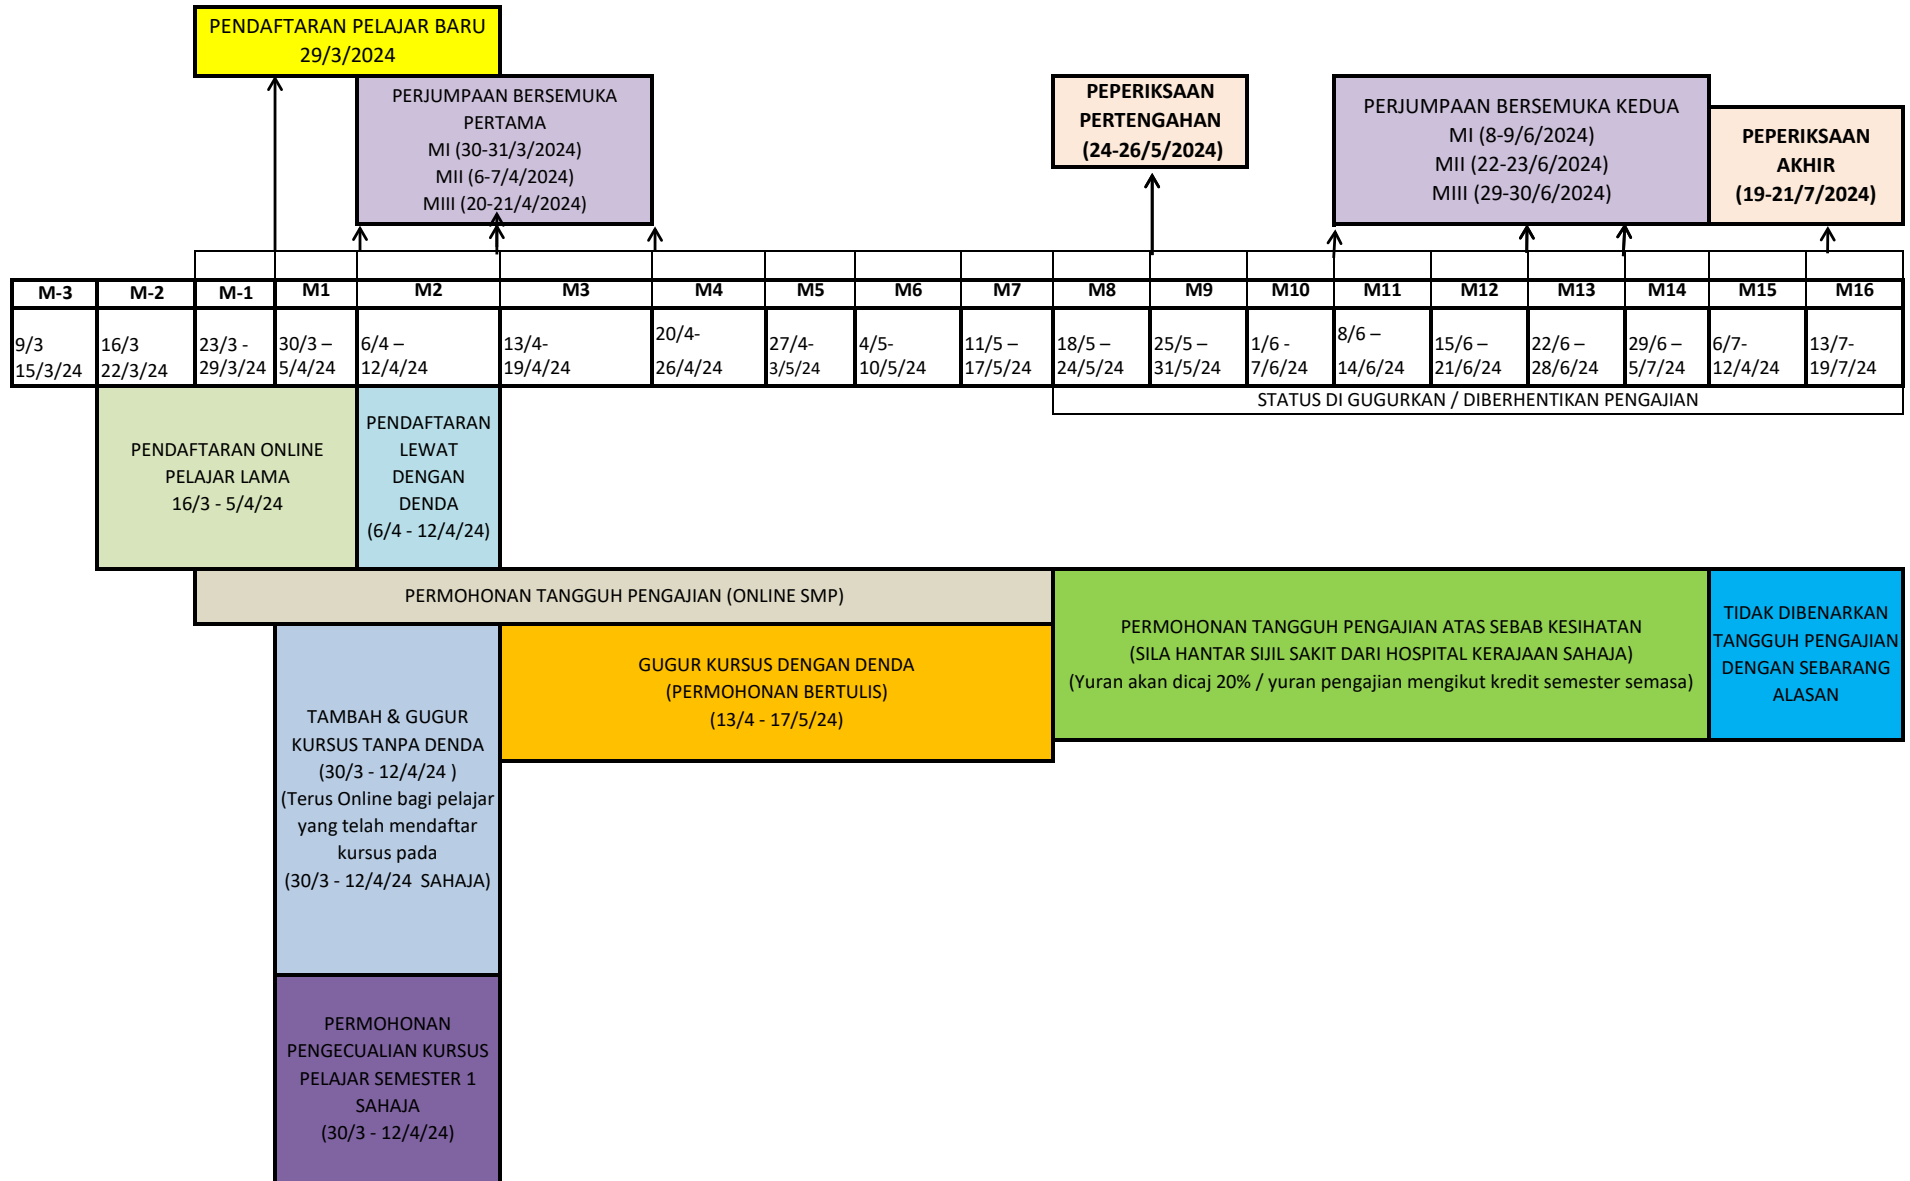 PENDAFTARAN PELAJAR BARU
29/3/2024
PERJUMPAAN BERSEMUKA
PERTAMA
MI (30-31/3/2024)
MII (6-7/4/2024)
MIII (20-21/4/2024)
PEPERIKSAAN
PERTENGAHAN
(24-26/5/2024)
PERJUMPAAN BERSEMUKA KEDUA
MI (8-9/6/2024)
MII (22-23/6/2024)
MIII (29-30/6/2024)
PEPERIKSAAN
AKHIR
(19-21/7/2024)
M-3 M-2 M-1 M1 M2 M3 M4 M5 M6 M7 M8 M9 M10 M11 M12 M13 M14 M15 M16
9/3 16/3 23/3 - 30/3 – 6/4 – 13/4- 20/4- 27/4- 4/5- 11/5 – 18/5 – 25/5 – 1/6 - 8/6 – 15/6 – 22/6 – 29/6 – 6/7- 13/7-
15/3/24 22/3/24 29/3/24 5/4/24 12/4/24 19/4/24 26/4/24 3/5/24 10/5/24 17/5/24 24/5/24 31/5/24 7/6/24 14/6/24 21/6/24 28/6/24 5/7/24 12/4/24 19/7/24
STATUS DI GUGURKAN / DIBERHENTIKAN PENGAJIAN
PENDAFTARAN ONLINE
PELAJAR LAMA
16/3 - 5/4/24
PENDAFTARAN
LEWAT
DENGAN
DENDA
(6/4 - 12/4/24)
PERMOHONAN TANGGUH PENGAJIAN (ONLINE SMP)
PERMOHONAN TANGGUH PENGAJIAN ATAS SEBAB KESIHATAN
(SILA HANTAR SIJIL SAKIT DARI HOSPITAL KERAJAAN SAHAJA)
(Yuran akan dicaj 20% / yuran pengajian mengikut kredit semester semasa)
TIDAK DIBENARKAN
TANGGUH PENGAJIAN
DENGAN SEBARANG
ALASAN
GUGUR KURSUS DENGAN DENDA
(PERMOHONAN BERTULIS)
(13/4 - 17/5/24)
TAMBAH & GUGUR
KURSUS TANPA DENDA
(30/3 - 12/4/24 )
(Terus Online bagi pelajar
yang telah mendaftar
kursus pada
(30/3 - 12/4/24 SAHAJA)
PERMOHONAN
PENGECUALIAN KURSUS
PELAJAR SEMESTER 1
SAHAJA
(30/3 - 12/4/24)